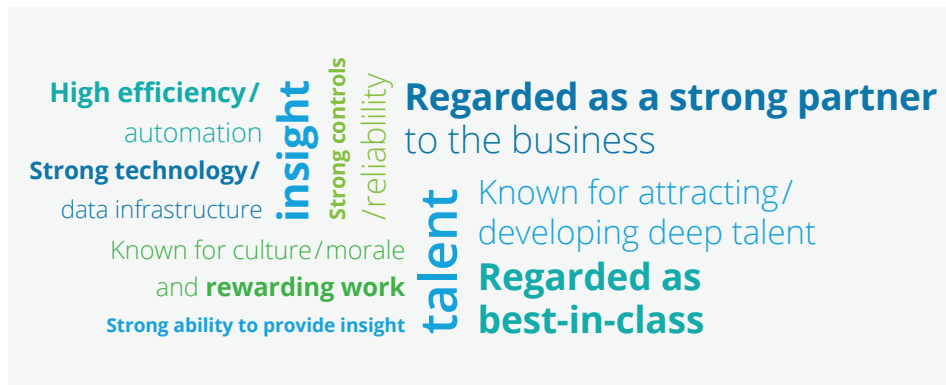 High efficiency/
automation
Strong technology/
data infrastructure
insight
Strong controls
/reliablility
Regarded as a strong partner
to the business
Known for culture/morale
and rewarding work
Strong ability to provide insight
talent
Known for attracting/
developing deep talent
Regarded as
best-in-class